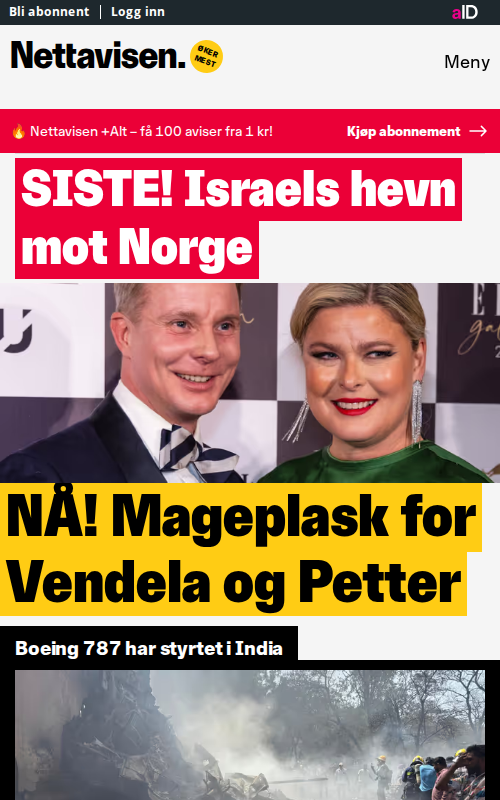 Bli abonnent
Logg inn
aID
Nettavisen.
ØKER
MEST
Meny
🔥 Nettavisen +Alt – få 100 aviser fra 1 kr!
Kjøp abonnement →
SISTE! Israels hevn
mot Norge
NÅ! Mageplask for
Vendela og Petter
Boeing 787 har styrtet i India